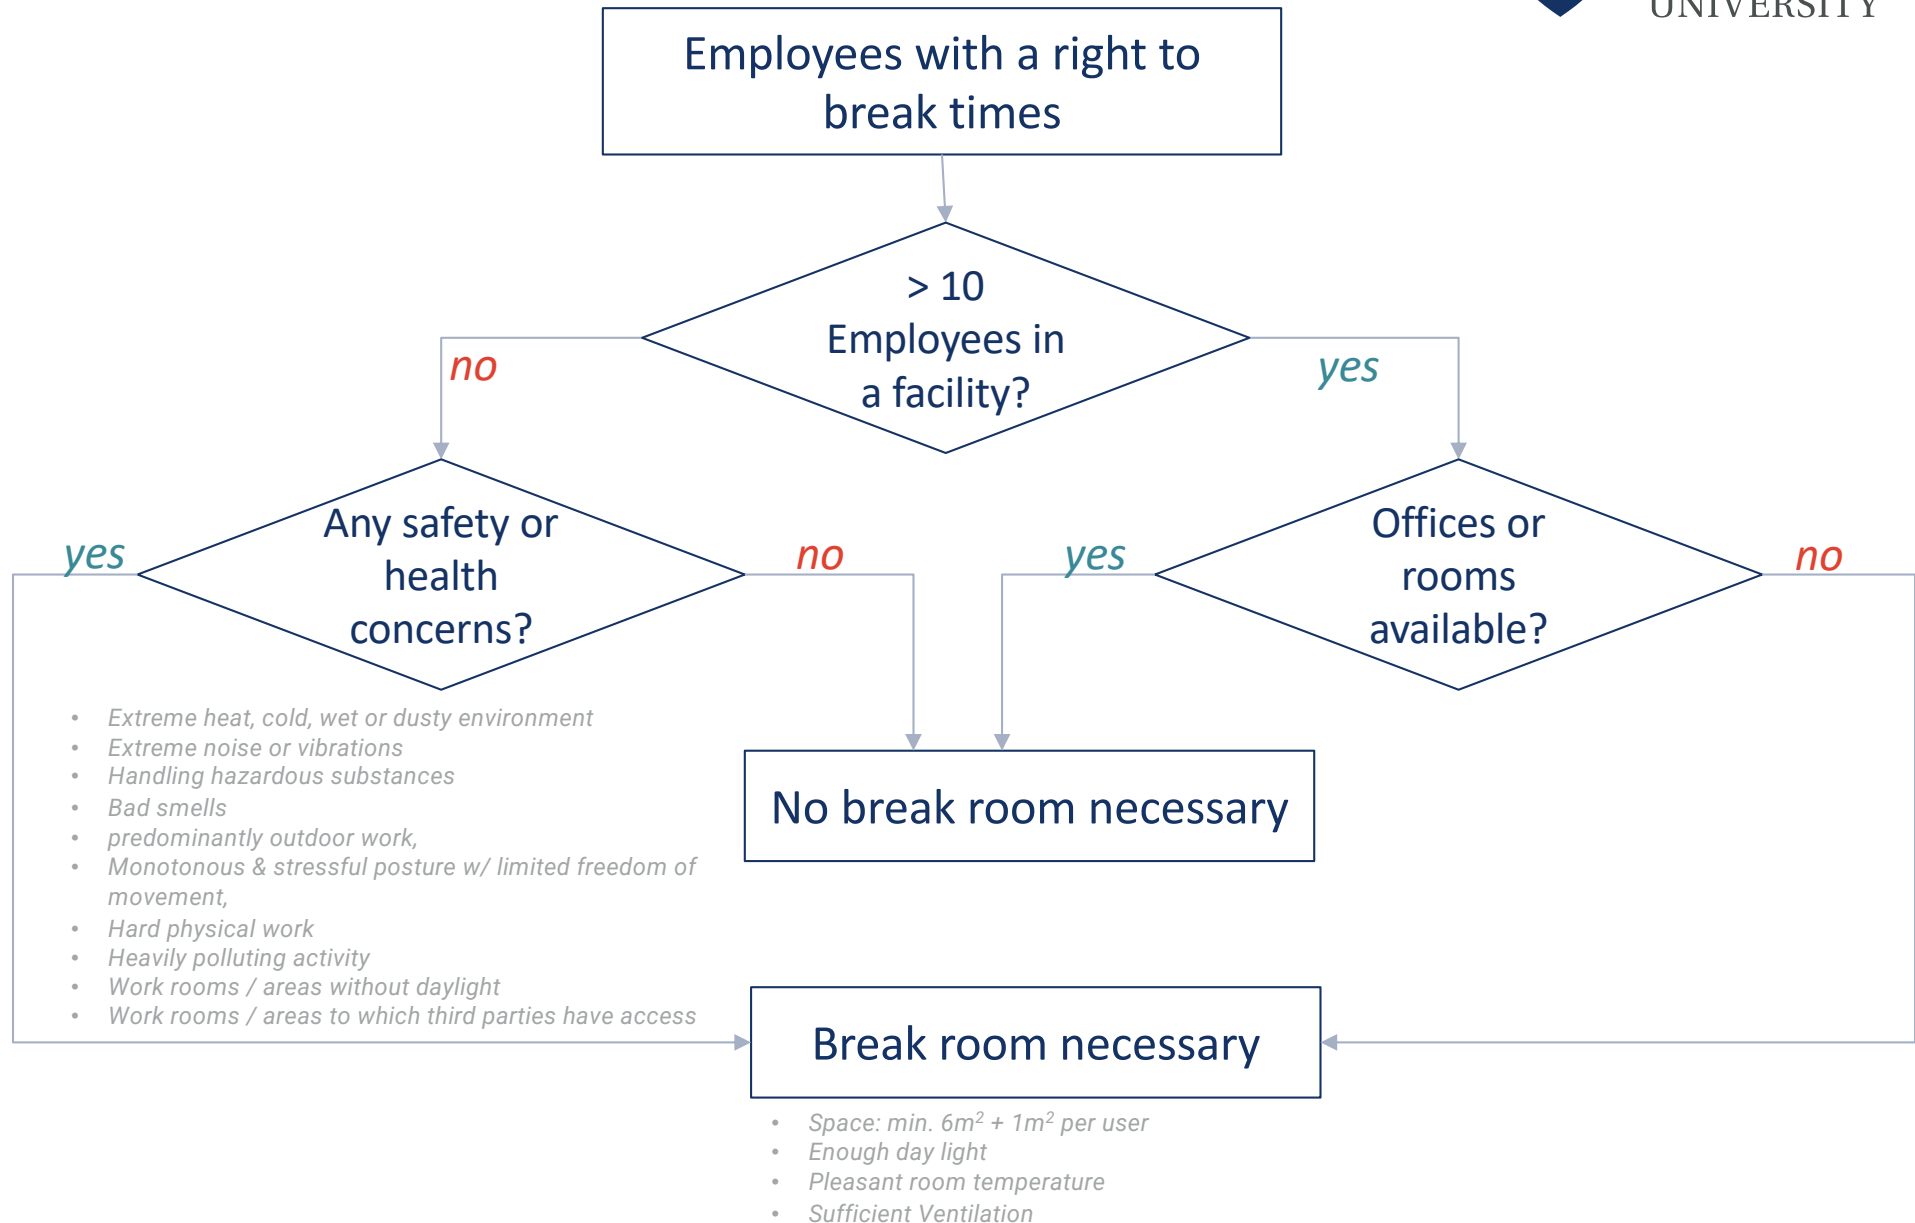 UNIVERSITY
Employees with a right to
break times
> 10
Employees in
a facility?
no
yes
Any safety or
health
concerns?
yes
no
Offices or
rooms
available?
yes
no
• Extreme heat, cold, wet or dusty environment
• Extreme noise or vibrations
• Handling hazardous substances
• Bad smells
• predominantly outdoor work,
• Monotonous & stressful posture w/ limited freedom of
movement,
• Hard physical work
• Heavily polluting activity
• Work rooms / areas without daylight
• Work rooms / areas to which third parties have access
No break room necessary
Break room necessary
• Space: min. 6m² + 1m² per user
• Enough day light
• Pleasant room temperature
• Sufficient Ventilation